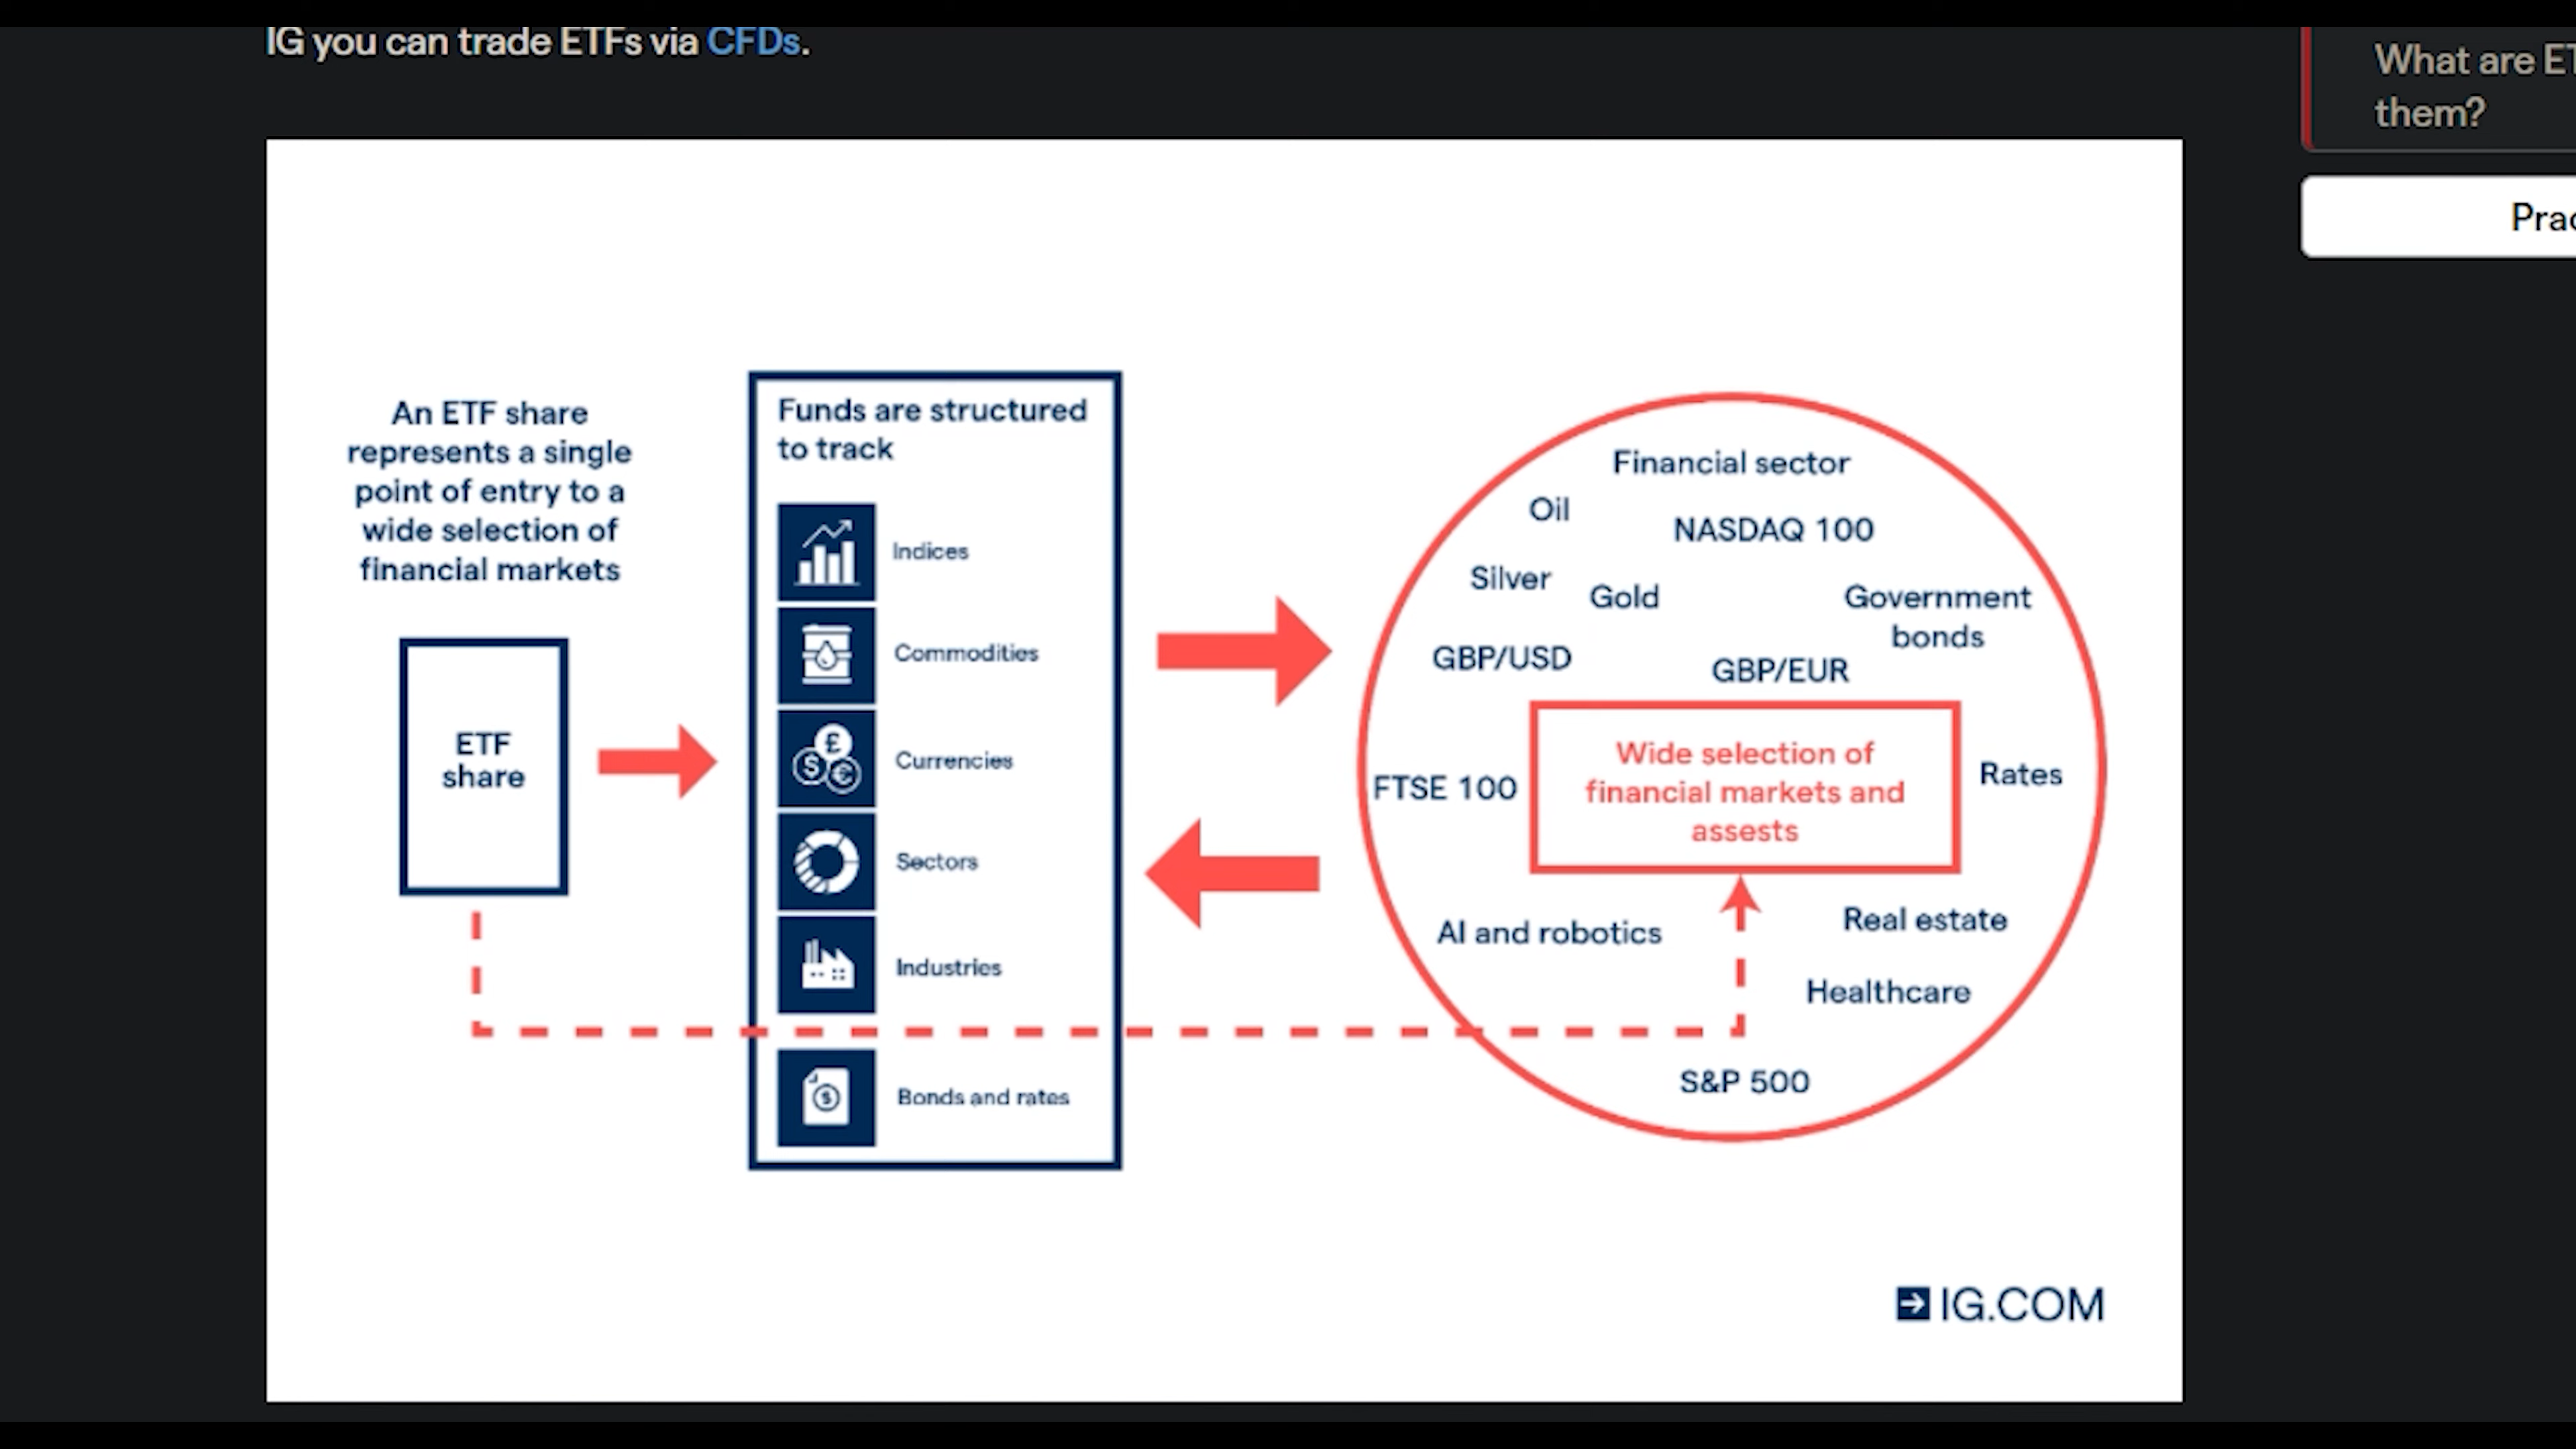 IG you can trade ETFs via CFDs.
What are
them?
An ETF share
represents a single
point of entry to a
wide selection of
financial markets
ETF
share
Funds are structured
to track
Indices
Commodities
£
$
€
Currencies
Sectors
Industries
$
Bonds and rates
Financial sector
Oil
NASDAQ 100
Silver
Gold
Government
bonds
GBP/USD
GBP/EUR
FTSE 100
Wide selection of
financial markets and
assests
Rates
AI and robotics
Real estate
Healthcare
S&P 500
IG.COM